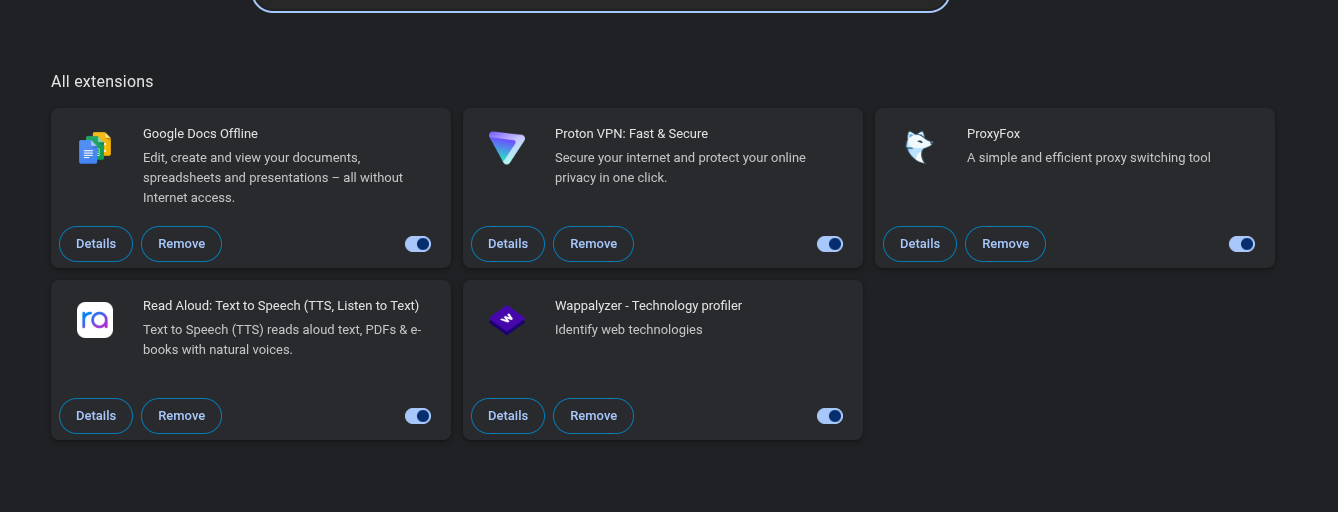 All extensions
Google Docs Offline
Edit, create and view your documents,
spreadsheets and presentations – all without
Internet access.
Details
Remove
Proton VPN: Fast & Secure
Secure your internet and protect your online
privacy in one click.
Details
Remove
ProxyFox
A simple and efficient proxy switching tool
Details
Remove
ra
Read Aloud: Text to Speech (TTS, Listen to Text)
Text to Speech (TTS) reads aloud text, PDFs & e-
books with natural voices.
Details
Remove
W
Wappalyzer - Technology profiler
Identify web technologies
Details
Remove